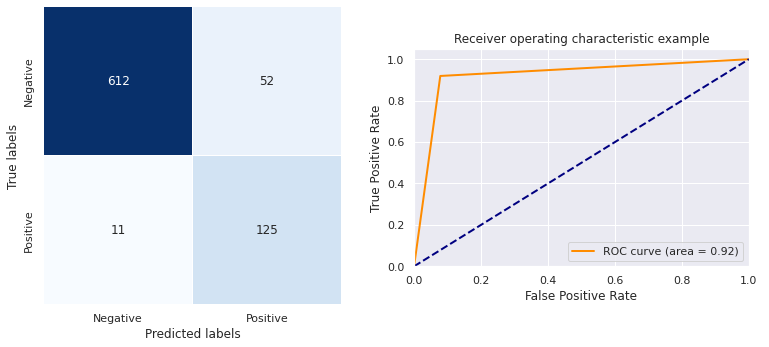 True labels
Negative
Positive
612
52
11
125
Negative
Positive
Predicted labels
Receiver operating characteristic example
True Positive Rate
1.0
0.8
0.6
0.4
0.2
0.0
ROC curve (area = 0.92)
0.0 0.2 0.4 0.6 0.8 1.0
False Positive Rate